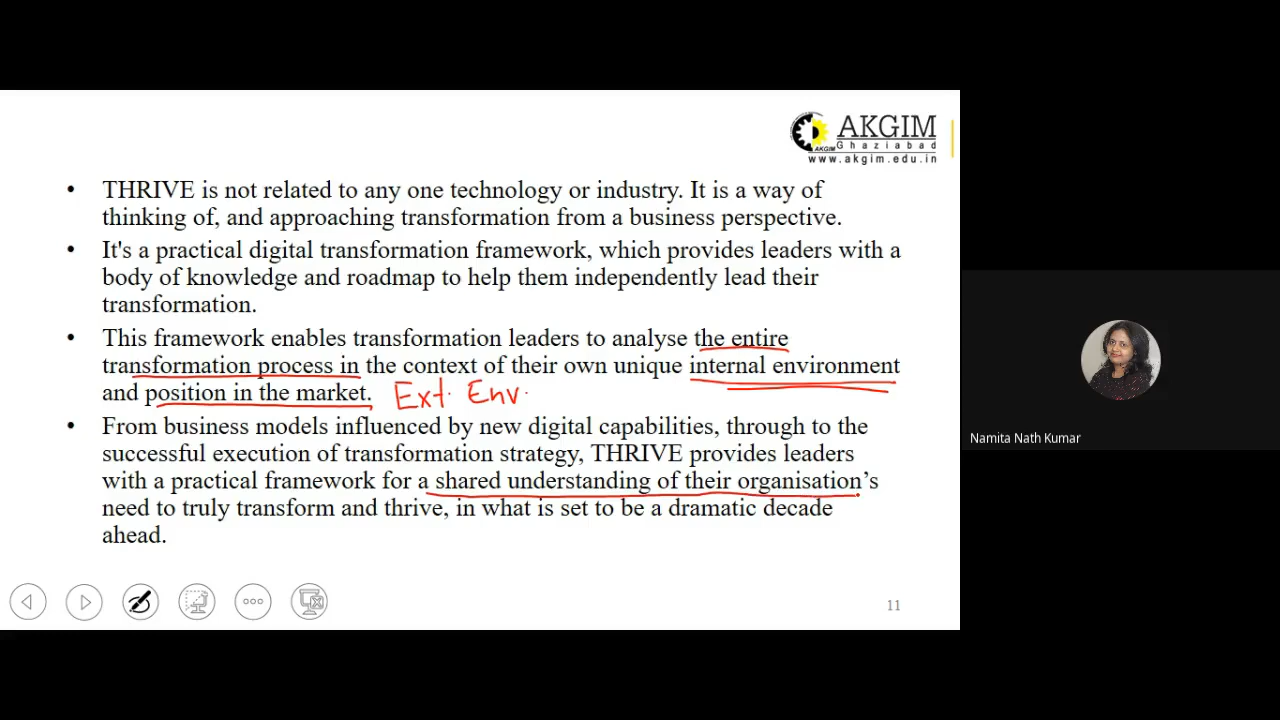 AKGIM
Ghaziabad
AKGIM
www.akgim.edu.in
• THRIVE is not related to any one technology or industry. It is a way of
thinking of, and approaching transformation from a business perspective.
• It's a practical digital transformation framework, which provides leaders with a
body of knowledge and roadmap to help them independently lead their
transformation.
• This framework enables transformation leaders to analyse the entire
transformation process in the context of their own unique internal environment
and position in the market. Ext. Env.
• From business models influenced by new digital capabilities, through to the
successful execution of transformation strategy, THRIVE provides leaders
with a practical framework for a shared understanding of their organisation’s
need to truly transform and thrive, in what is set to be a dramatic decade
ahead.
11
Namita Nath Kumar